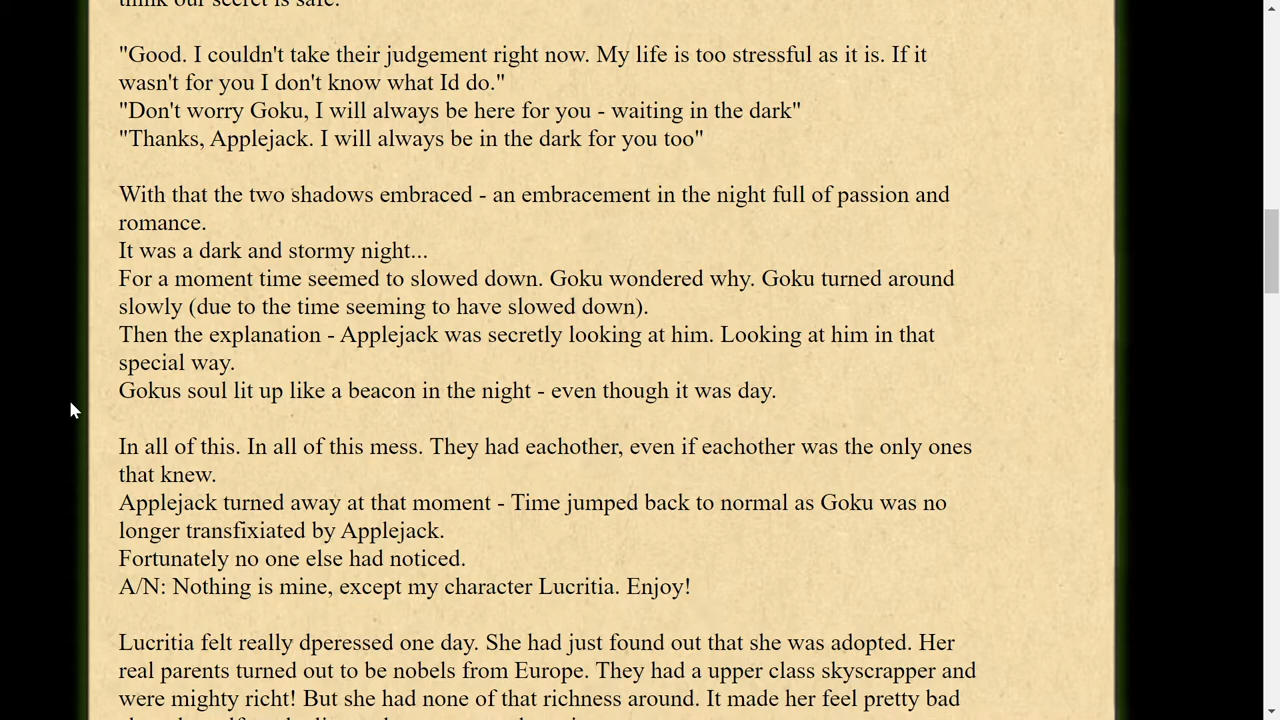 think our secret is safe.
"Good. I couldn't take their judgement right now. My life is too stressful as it is. If it
wasn't for you I don't know what Id do."
"Don't worry Goku, I will always be here for you - waiting in the dark"
"Thanks, Applejack. I will always be in the dark for you too"
With that the two shadows embraced - an embracement in the night full of passion and
romance.
It was a dark and stormy night...
For a moment time seemed to slowed down. Goku wondered why. Goku turned around
slowly (due to the time seeming to have slowed down).
Then the explanation - Applejack was secretly looking at him. Looking at him in that
special way.
Gokus soul lit up like a beacon in the night - even though it was day.
In all of this. In all of this mess. They had eachother, even if eachother was the only ones
that knew.
Applejack turned away at that moment - Time jumped back to normal as Goku was no
longer transfixiated by Applejack.
Fortunately no one else had noticed.
A/N: Nothing is mine, except my character Lucritia. Enjoy!
Lucritia felt really dperessed one day. She had just found out that she was adopted. Her
real parents turned out to be nobels from Europe. They had a upper class skyscrapper and
were mighty richt! But she had none of that richness around. It made her feel pretty bad